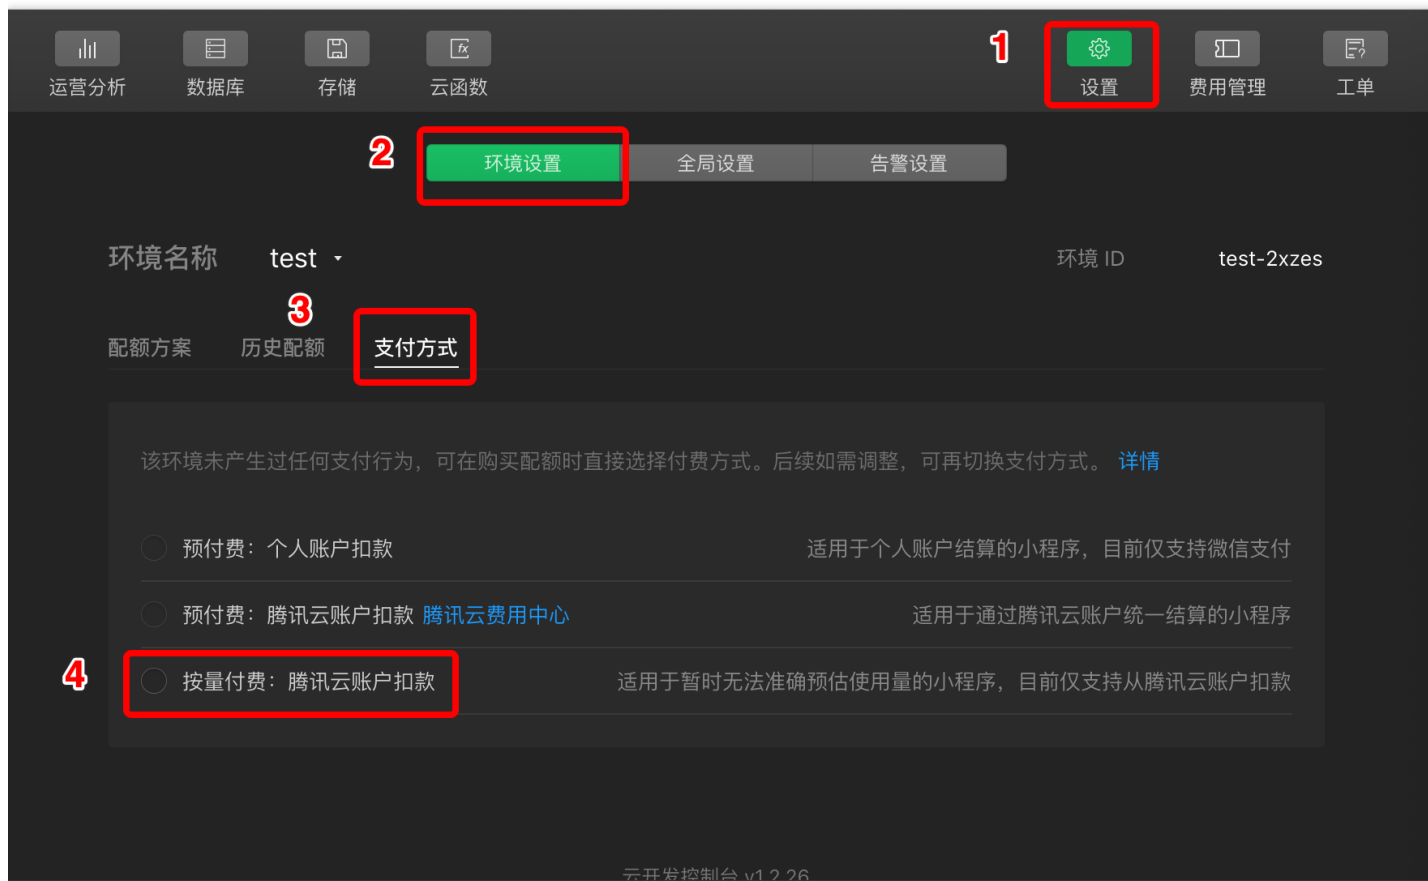 1
运营分析 数据库 存储 云函数 设置 费用管理 工单
2
环境设置 全局设置 告警设置
环境名称 test 环境 ID test-2xzes
3
配额方案 历史配额 支付方式
该环境未产生过任何支付行为，可在购买配额时直接选择付费方式。后续如需调整，可再切换支付方式。 详情
预付费：个人账户扣款 适用于个人账户结算的小程序，目前仅支持微信支付
预付费：腾讯云账户扣款 腾讯云费用中心 适用于通过腾讯云账户统一结算的小程序
4
按量付费：腾讯云账户扣款 适用于暂时无法准确预估使用量的小程序，目前仅支持从腾讯云账户扣款
云开发控制台 v1.2.26